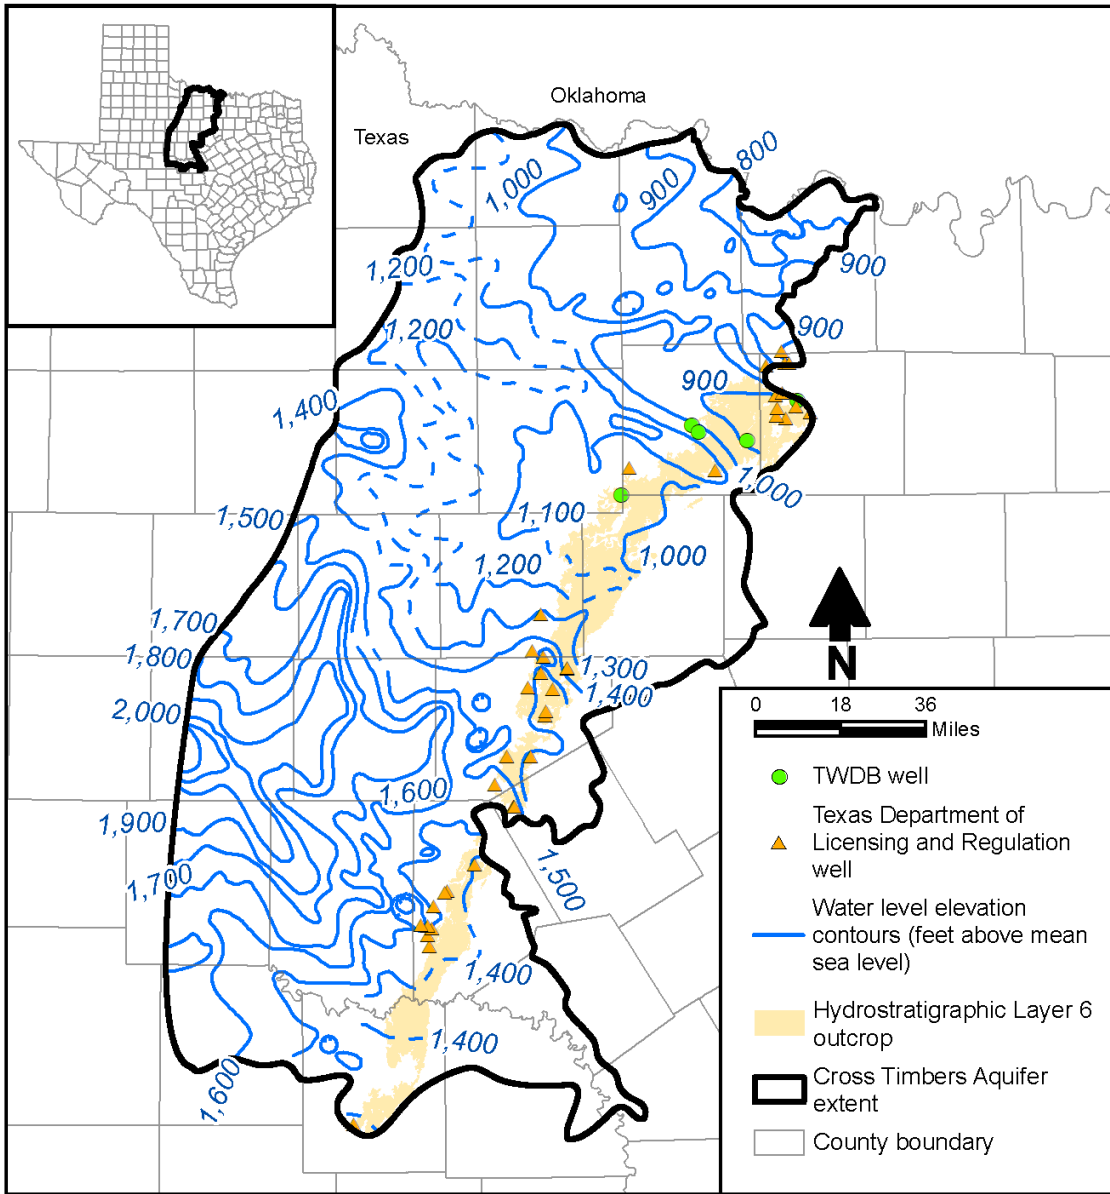 Oklahoma
Texas
800
1,000
900
1,200
900
1,200
900
900
1,400
1,000
1,500
1,100
1,200
1,000
1,700
1,800
1,300
1,400
2,000
1,600
1,900
1,700
1,500
1,400
1,400
1,600
N
0 18 36
Miles
TWDB well
Texas Department of
Licensing and Regulation
well
Water level elevation
contours (feet above mean
sea level)
Hydrostratigraphic Layer 6
outcrop
Cross Timbers Aquifer
extent
County boundary